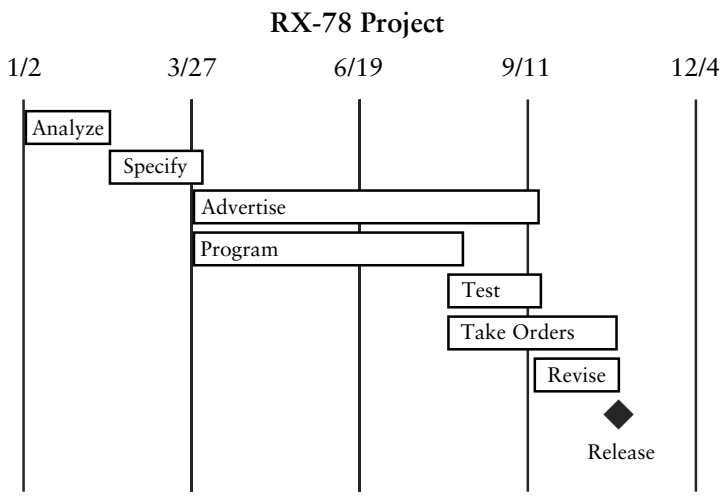 RX-78 Project
1/2 3/27 6/19 9/11 12/4
Analyze
Specify
Advertise
Program
Test
Take Orders
Revise
Release